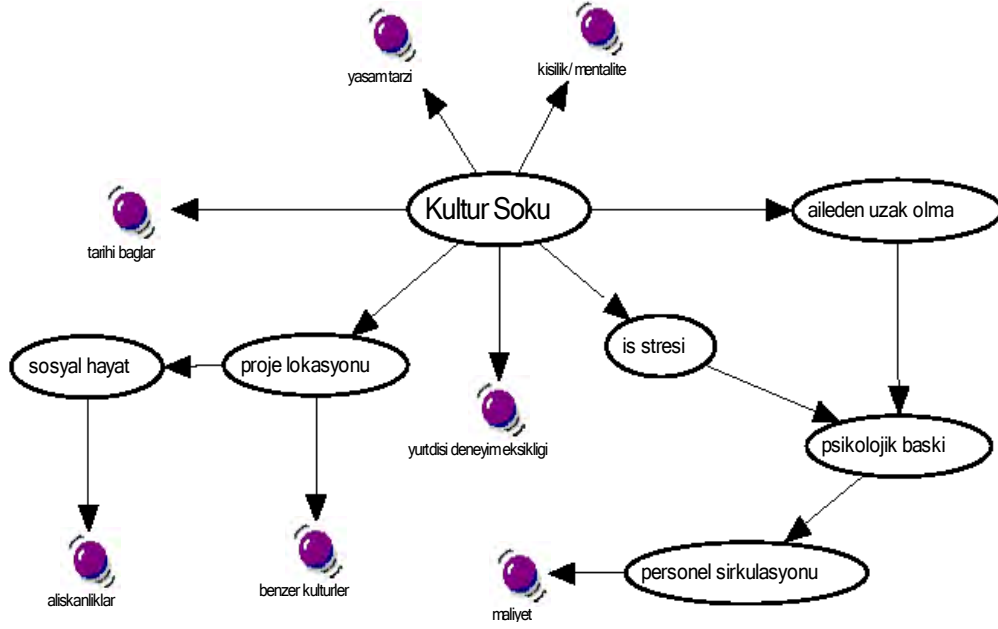 yasam tarzi
kisilik/ mentalite
Kultur Soku
aileden uzak olma
tarihi baglar
is stresi
sosyal hayat
proje lokasyonu
yurtdisi deneyim eksikligi
psikolojik baski
aliskanliklar
benzer kulturler
personel sirkulasyonu
maliyet